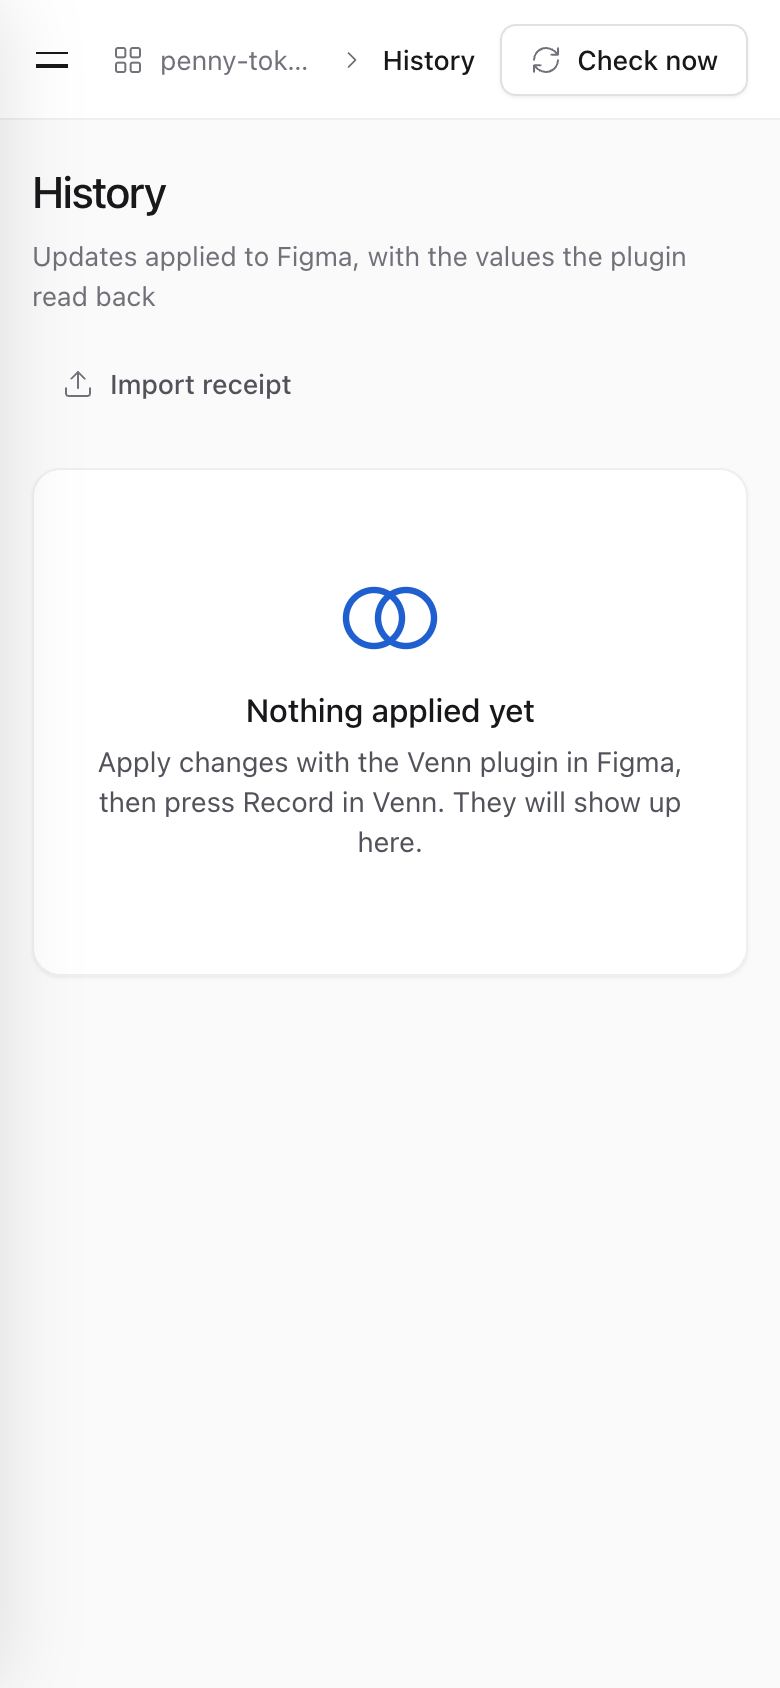 penny-tok... > History Check now
History
Updates applied to Figma, with the values the plugin
read back
Import receipt
Nothing applied yet
Apply changes with the Venn plugin in Figma,
then press Record in Venn. They will show up
here.